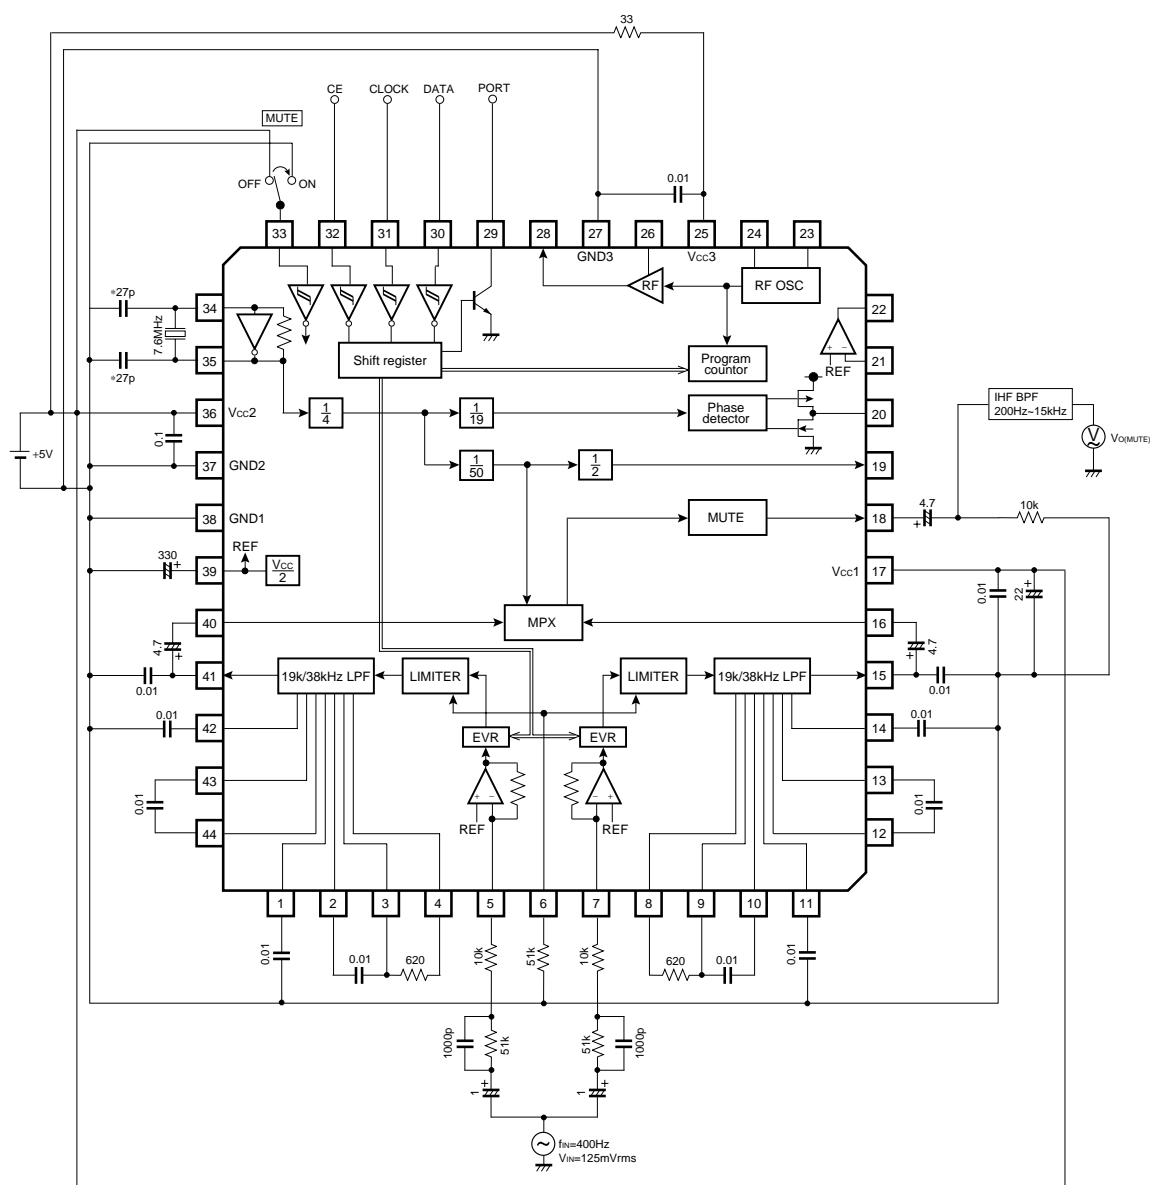 33
CE
CLOCK
DATA
PORT
MUTE
OFF
ON
0.01
33
32
31
30
29
28
27
26
25
24
23
GND3
Vcc3
*27p
7.6MHz
*27p
34
35
RF
RF OSC
22
21
REF
Shift register
Program
countor
36
Vcc2
1
4
1
19
Phase
detector
20
IHF BPF
200Hz~15kHz
V
VO(MUTE)
+5V
0.1
37
GND2
1
50
1
2
19
38
GND1
MUTE
18
4.7
+
10k
330
+
39
REF
Vcc
2
Vcc1
17
0.01
22
+
40
MPX
16
4.7
+
4.7
+
0.01
41
19k/38kHz LPF
LIMITER
LIMITER
19k/38kHz LPF
15
0.01
0.01
42
EVR
EVR
14
0.01
43
0.01
44
+
−
REF
−
+
REF
13
0.01
12
1
2
3
4
5
6
7
8
9
10
11
0.01
0.01
620
10k
51k
10k
620
0.01
0.01
1000p
51k
51k
1000p
1
+
1
+
fIN=400Hz
VIN=125mVrms